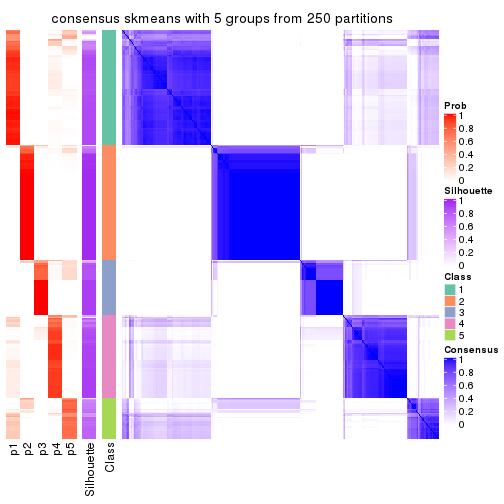 consensus skmeans with 5 groups from 250 partitions
Prob
1
0.8
0.6
0.4
0.2
0
Silhouette
1
0.8
0.6
0.4
0.2
0
Class
1
2
3
4
5
Consensus
1
0.8
0.6
0.4
0.2
0
p1
p2
p3
p4
p5
Silhouette
Class